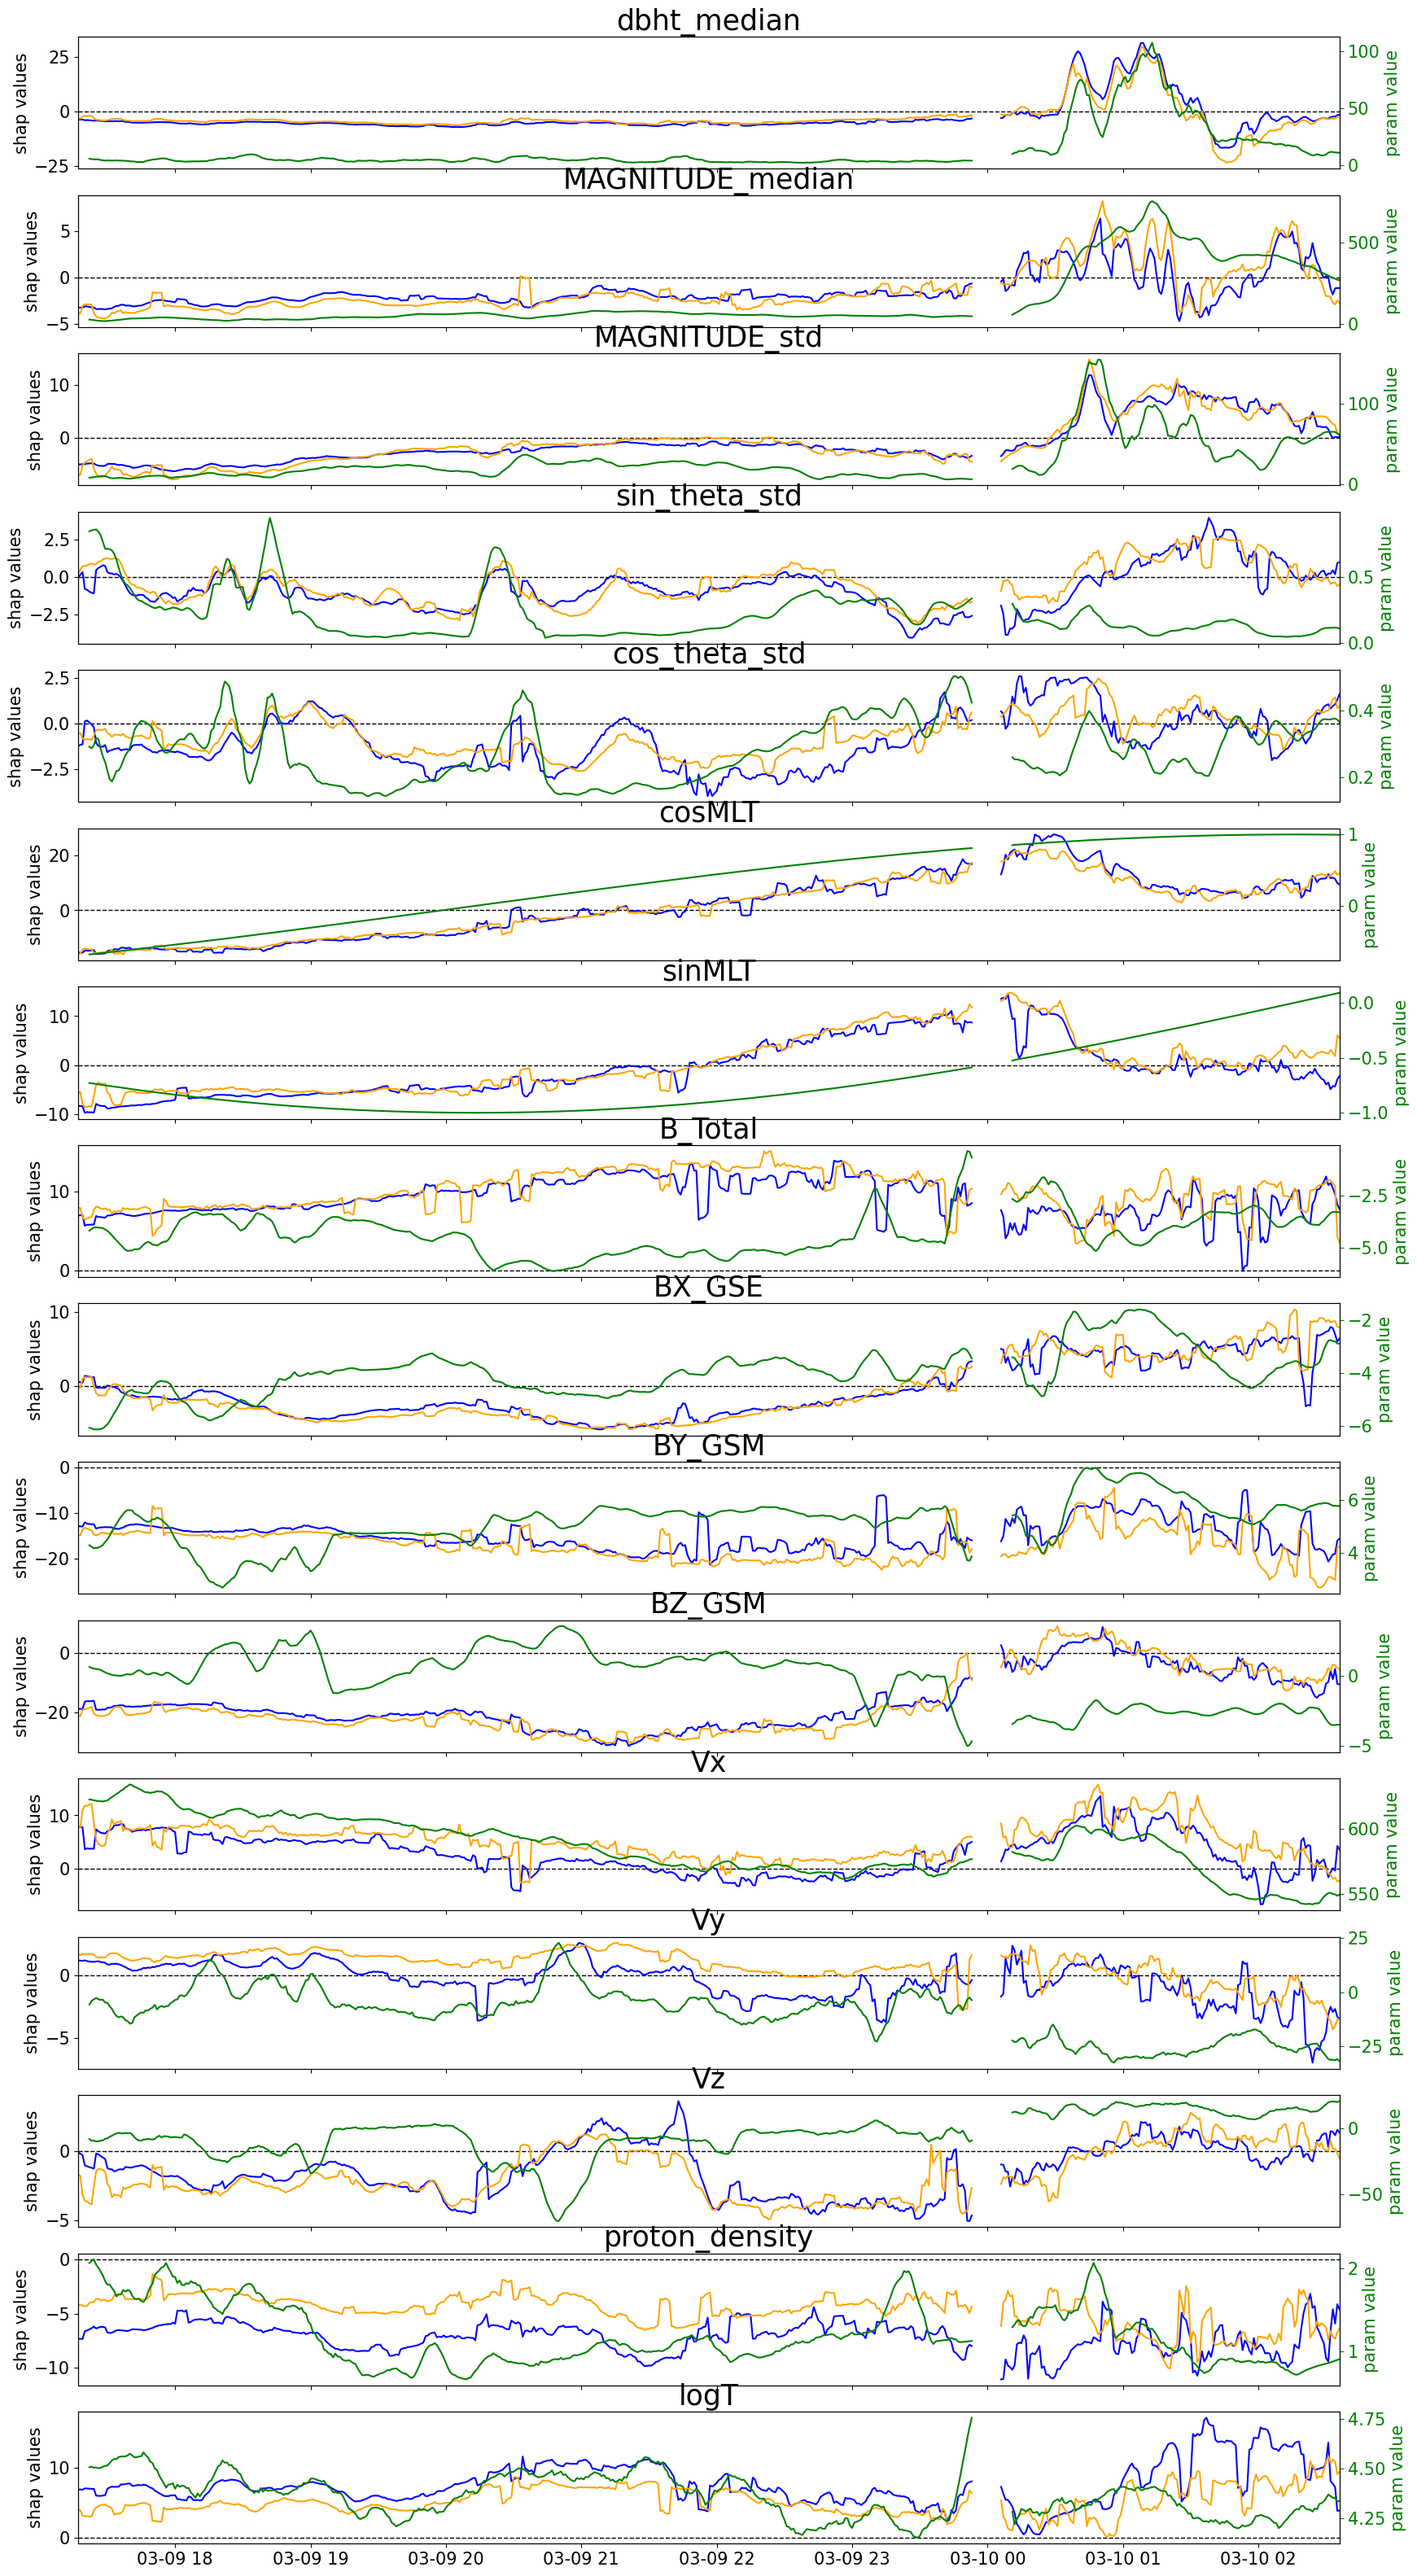 dbht_median
shap values
25
0
−25
100
50
0
param value
MAGNITUDE_median
shap values
5
0
−5
500
0
param value
MAGNITUDE_std
shap values
10
0
100
0
param value
sin_theta_std
shap values
2.5
0.0
−2.5
0.5
0.0
param value
cos_theta_std
shap values
2.5
0.0
−2.5
0.4
0.2
param value
cosMLT
shap values
20
0
1
0
param value
sinMLT
shap values
10
0
−10
0.0
−0.5
−1.0
param value
B_Total
shap values
10
0
−2.5
−5.0
param value
BX_GSE
shap values
10
0
−2
−4
−6
param value
BY_GSM
shap values
0
−10
−20
6
4
param value
BZ_GSM
shap values
0
−20
0
−5
param value
Vx
shap values
10
0
600
550
param value
Vy
shap values
0
−5
25
0
−25
param value
Vz
shap values
0
−5
0
−50
param value
proton_density
shap values
0
−5
−10
2
1
param value
logT
shap values
10
0
4.75
4.50
4.25
param value
03-09 18 03-09 19 03-09 20 03-09 21 03-09 22 03-09 23 03-10 00 03-10 01 03-10 02